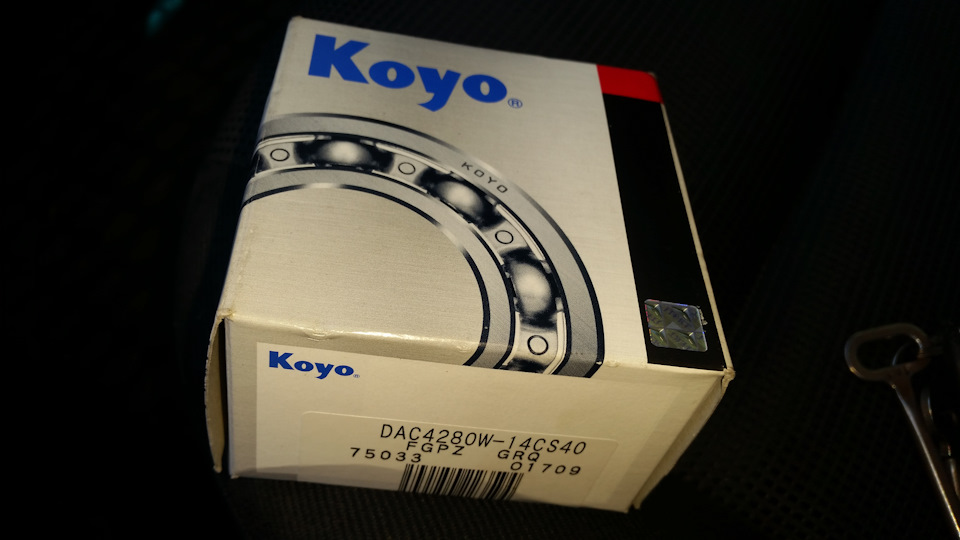 Koyo®
KOYO
Koyo®
DAC4280W-14CS40
FGPZ GRQ
75033 01709